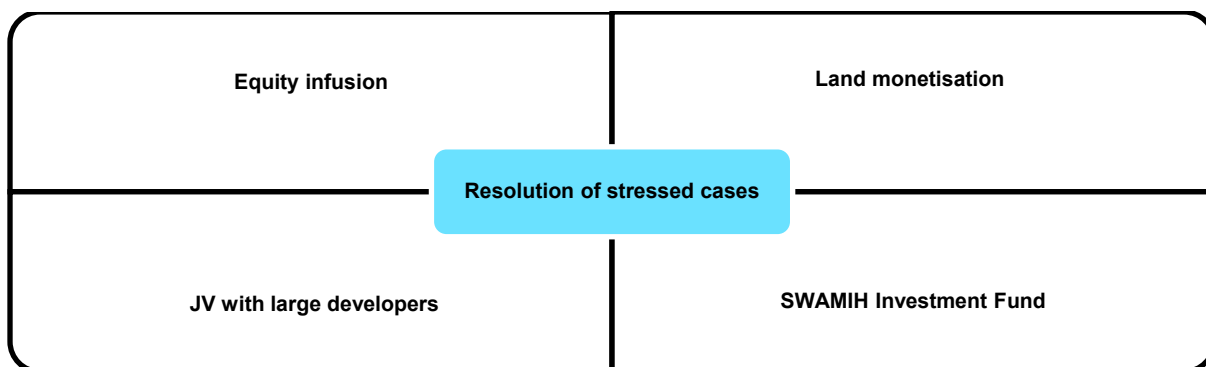 Equity infusion
Land monetisation
Resolution of stressed cases
JV with large developers
SWAMIH Investment Fund